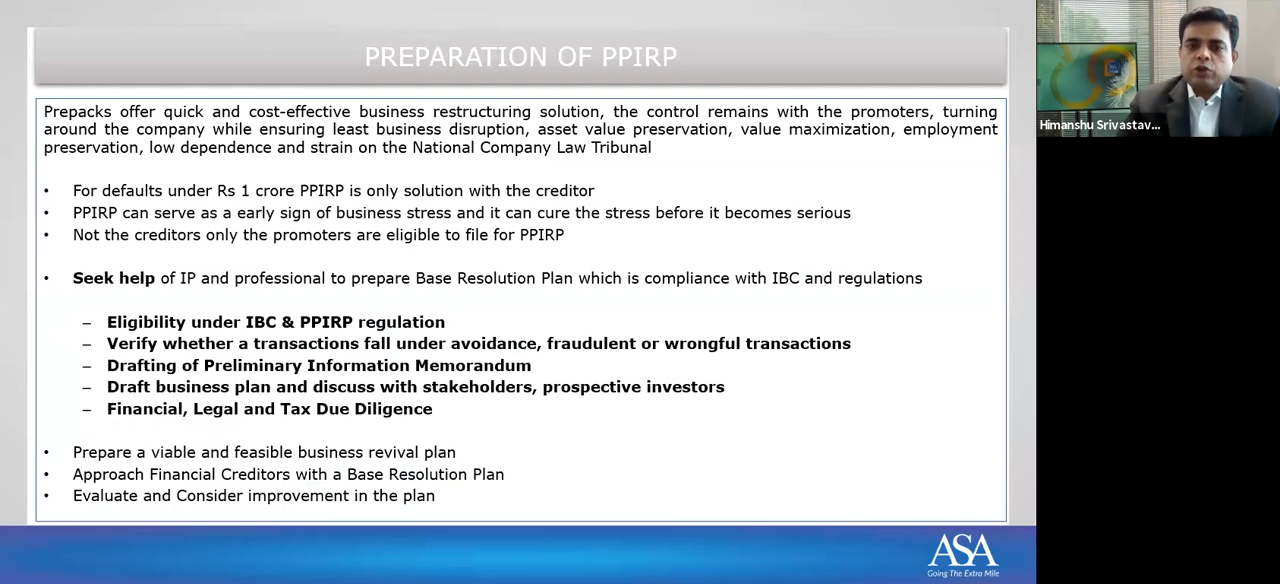 PREPARATION OF PPIRP
Prepacks offer quick and cost-effective business restructuring solution, the control remains with the promoters, turning
around the company while ensuring least business disruption, asset value preservation, value maximization, employment
preservation, low dependence and strain on the National Company Law Tribunal
• For defaults under Rs 1 crore PPIRP is only solution with the creditor
• PPIRP can serve as a early sign of business stress and it can cure the stress before it becomes serious
• Not the creditors only the promoters are eligible to file for PPIRP
• Seek help of IP and professional to prepare Base Resolution Plan which is compliance with IBC and regulations
– Eligibility under IBC & PPIRP regulation
– Verify whether a transactions fall under avoidance, fraudulent or wrongful transactions
– Drafting of Preliminary Information Memorandum
– Draft business plan and discuss with stakeholders, prospective investors
– Financial, Legal and Tax Due Diligence
• Prepare a viable and feasible business revival plan
• Approach Financial Creditors with a Base Resolution Plan
• Evaluate and Consider improvement in the plan
ASA
Going The Extra Mile
Himanshu Srivastav...